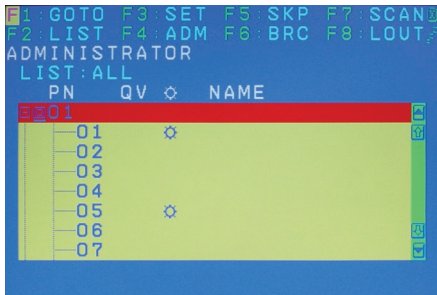 F1:GOTO F3:SET F5:SKP F7:SCAN
F2:LIST F4:ADM F6:BRC F8:LOUT
ADMINISTRATOR
LIST:ALL
PN QV ☼ NAME
01
01 ☼
02
03
04
05 ☼
06
07